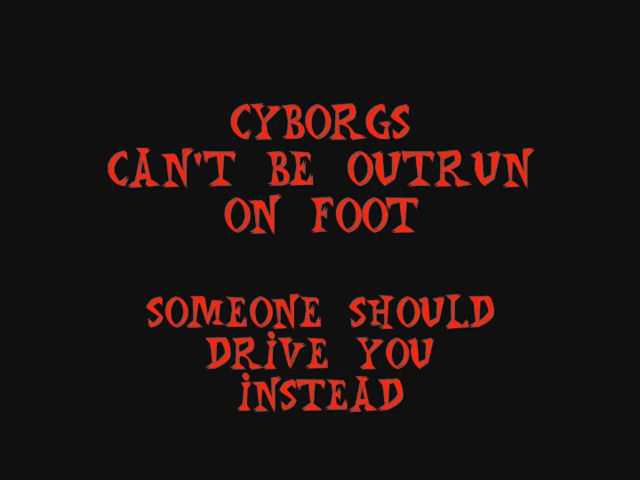 CYBORGS
CAN'T BE OUTRUN
ON FOOT
SOMEONE SHOULD
DRIVE YOU
INSTEAD